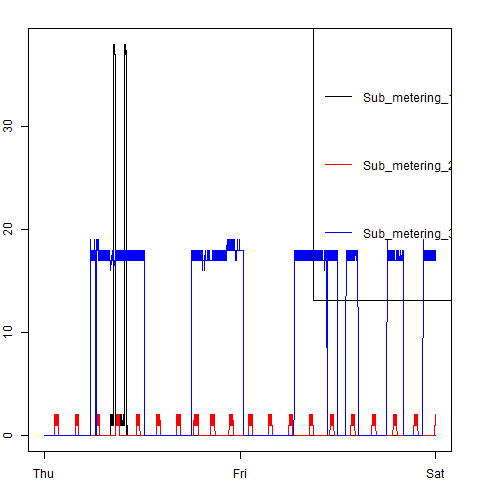 Sub_metering_1
Sub_metering_2
Sub_metering_3
30
20
10
0
Thu Fri Sat